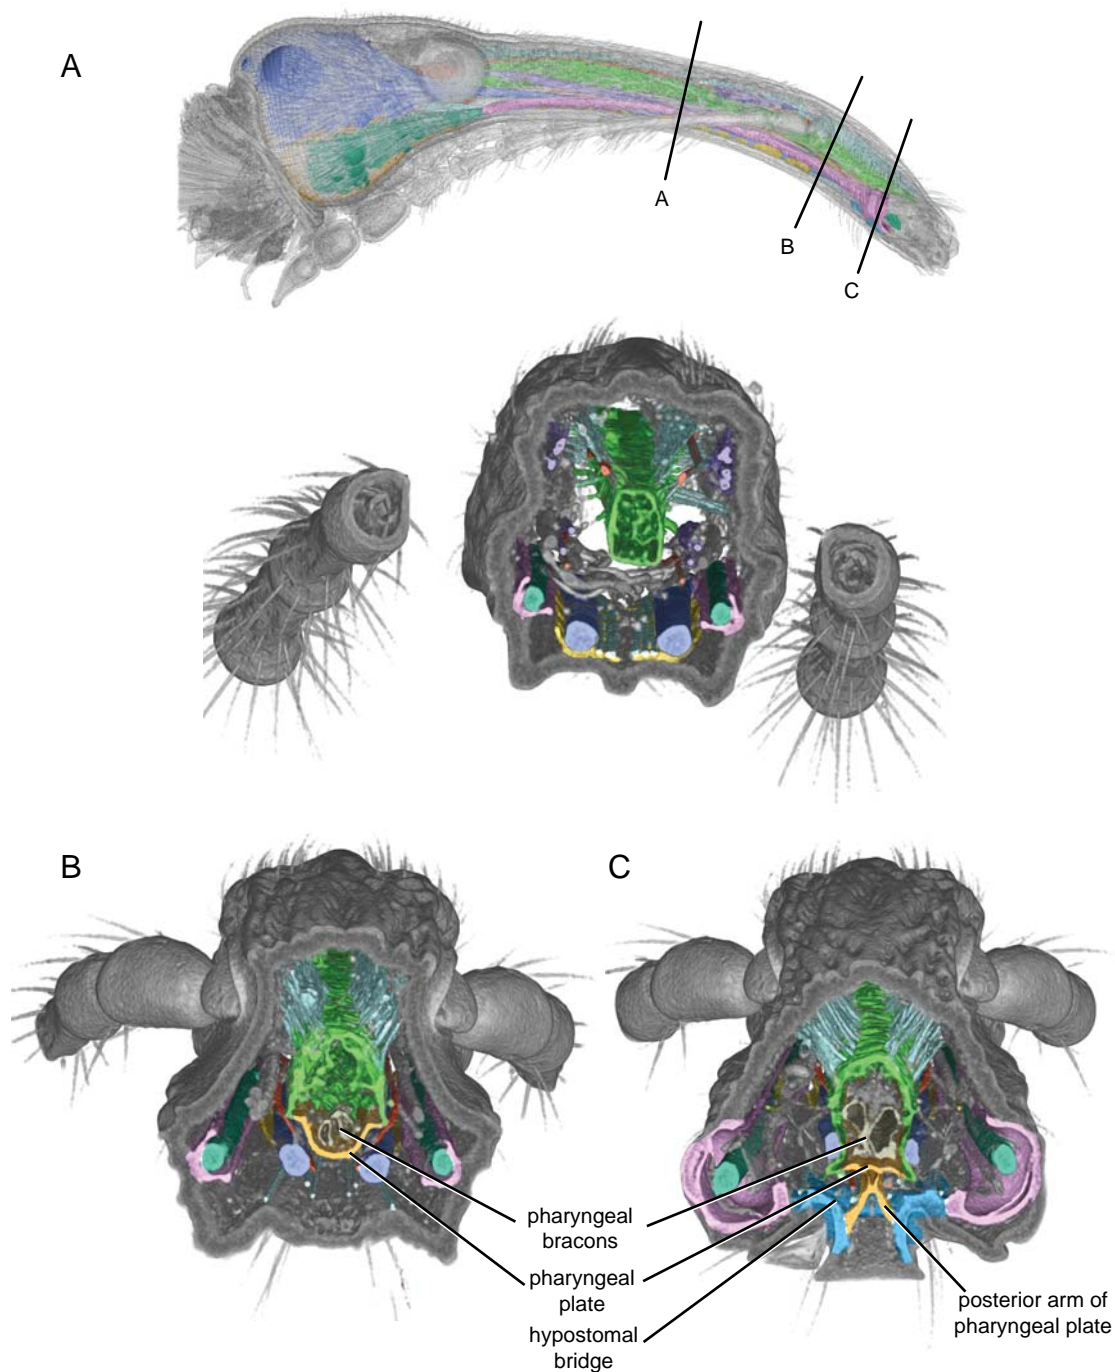 A
A
B
C
B
C
pharyngeal
bracons
pharyngeal
plate
hypostomal
bridge
posterior arm of
pharyngeal plate